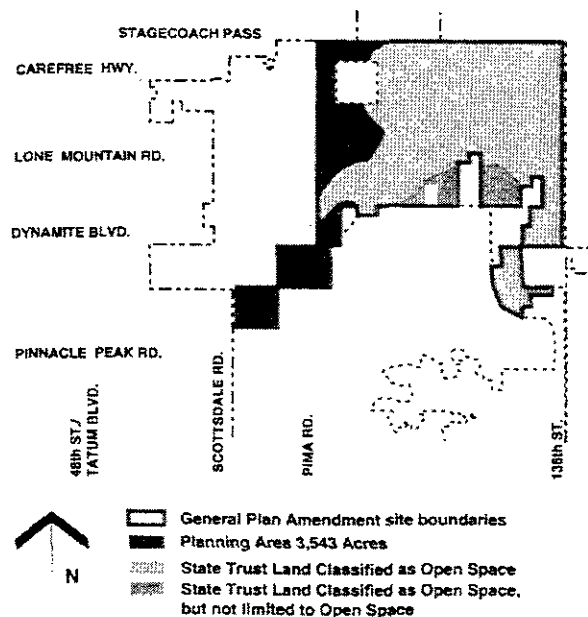 STAGECOACH PASS
CAREFREE HWY.
LONE MOUNTAIN RD.
DYNAMITE BLVD.
PINNACLE PEAK RD.
48th ST./
TATUM BLVD.
SCOTTSDALE RD.
PIMA RD.
136th ST.
N
General Plan Amendment site boundaries
Planning Area 3,543 Acres
State Trust Land Classified as Open Space
State Trust Land Classified as Open Space,
but not limited to Open Space